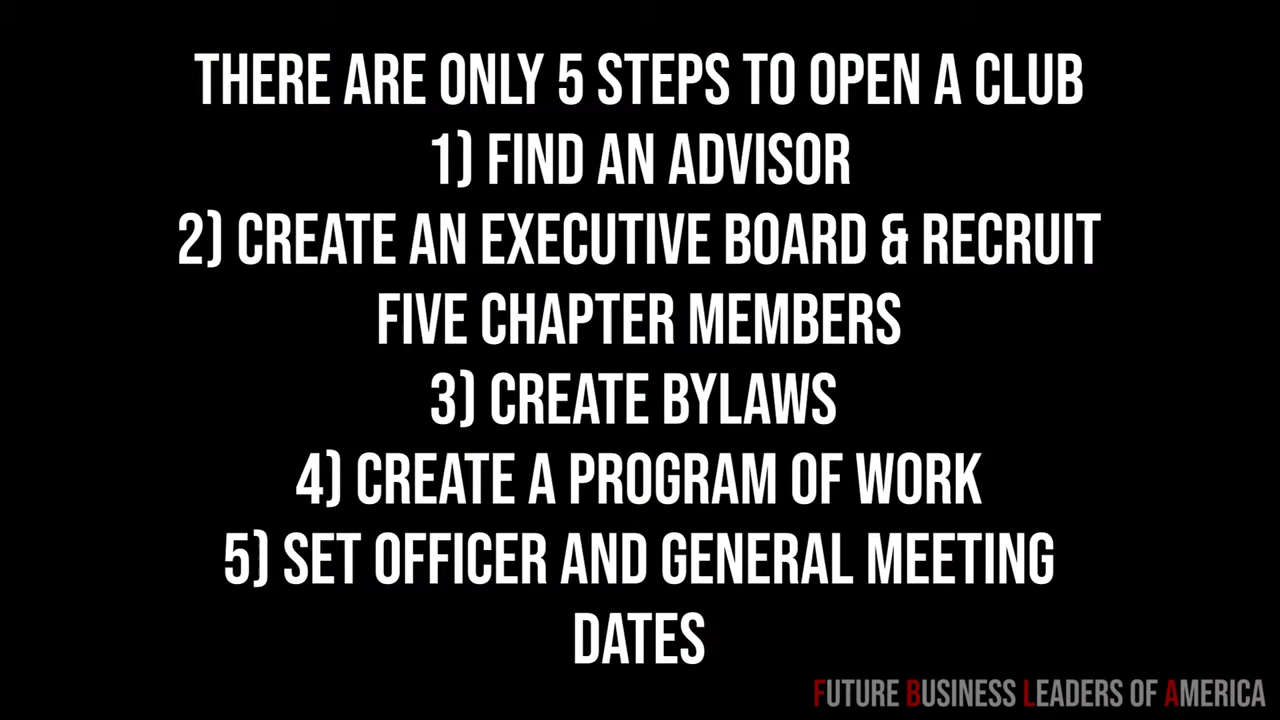 THERE ARE ONLY 5 STEPS TO OPEN A CLUB
1) FIND AN ADVISOR
2) CREATE AN EXECUTIVE BOARD & RECRUIT
FIVE CHAPTER MEMBERS
3) CREATE BYLAWS
4) CREATE A PROGRAM OF WORK
5) SET OFFICER AND GENERAL MEETING
DATES
FUTURE BUSINESS LEADERS OF AMERICA